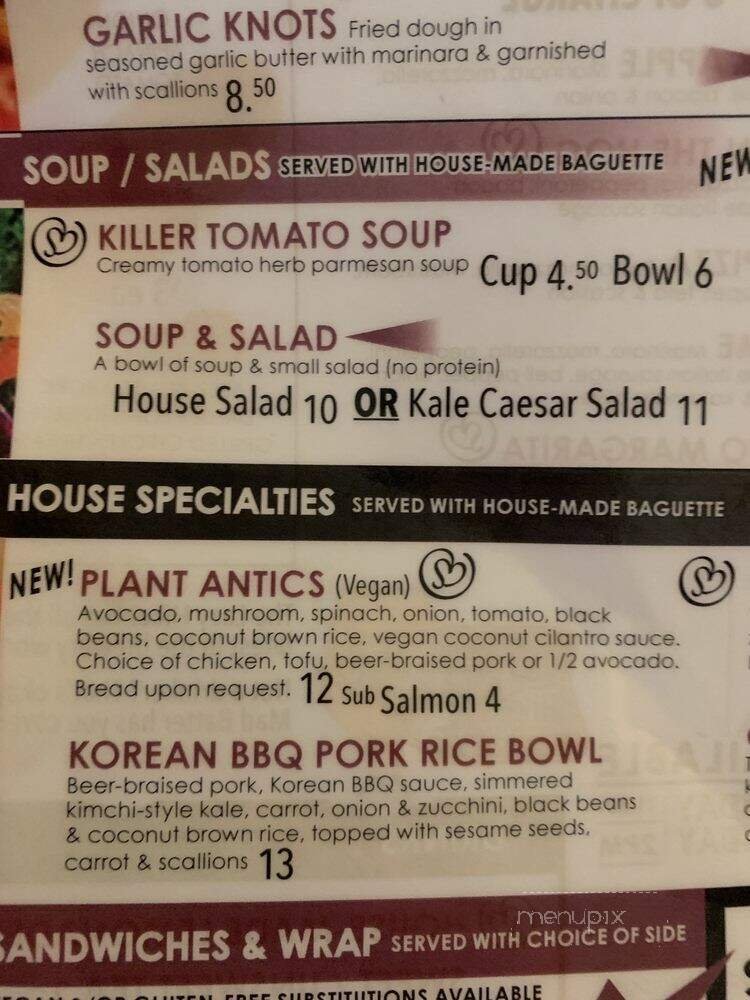 GARLIC KNOTS Fried dough in
seasoned garlic butter with marinara & garnished
with scallions 8.50
SOUP / SALADS SERVED WITH HOUSE-MADE BAGUETTE NEW
KILLER TOMATO SOUP
Creamy tomato herb parmesan soup Cup 4.50 Bowl 6
SOUP & SALAD
A bowl of soup & small salad (no protein)
House Salad 10 OR Kale Caesar Salad 11
HOUSE SPECIALTIES SERVED WITH HOUSE-MADE BAGUETTE
NEW! PLANT ANTICS (Vegan)
Avocado, mushroom, spinach, onion, tomato, black
beans, coconut brown rice, vegan coconut cilantro sauce.
Choice of chicken, tofu, beer-braised pork or 1/2 avocado.
Bread upon request. 12 Sub Salmon 4
KOREAN BBQ PORK RICE BOWL
Beer-braised pork, Korean BBQ sauce, simmered
kimchi-style kale, carrot, onion & zucchini, black beans
& coconut brown rice, topped with sesame seeds,
carrot & scallions 13
menupix
SANDWICHES & WRAP SERVED WITH CHOICE OF SIDE
VEGAN &/OR GLUTEN-FREE SUBSTITUTIONS AVAILABLE